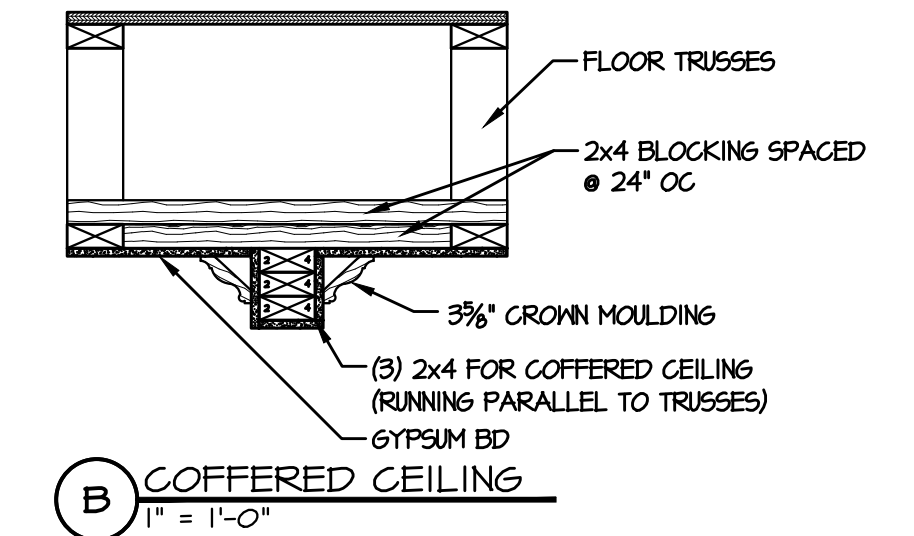 FLOOR TRUSSES
2x4 BLOCKING SPACED
@ 24" OC
2 4
2 4
2 4
3⅝" CROWN MOULDING
(3) 2x4 FOR COFFERED CEILING
(RUNNING PARALLEL TO TRUSSES)
GYPSUM BD
B COFFERED CEILING
1" = 1'-0"